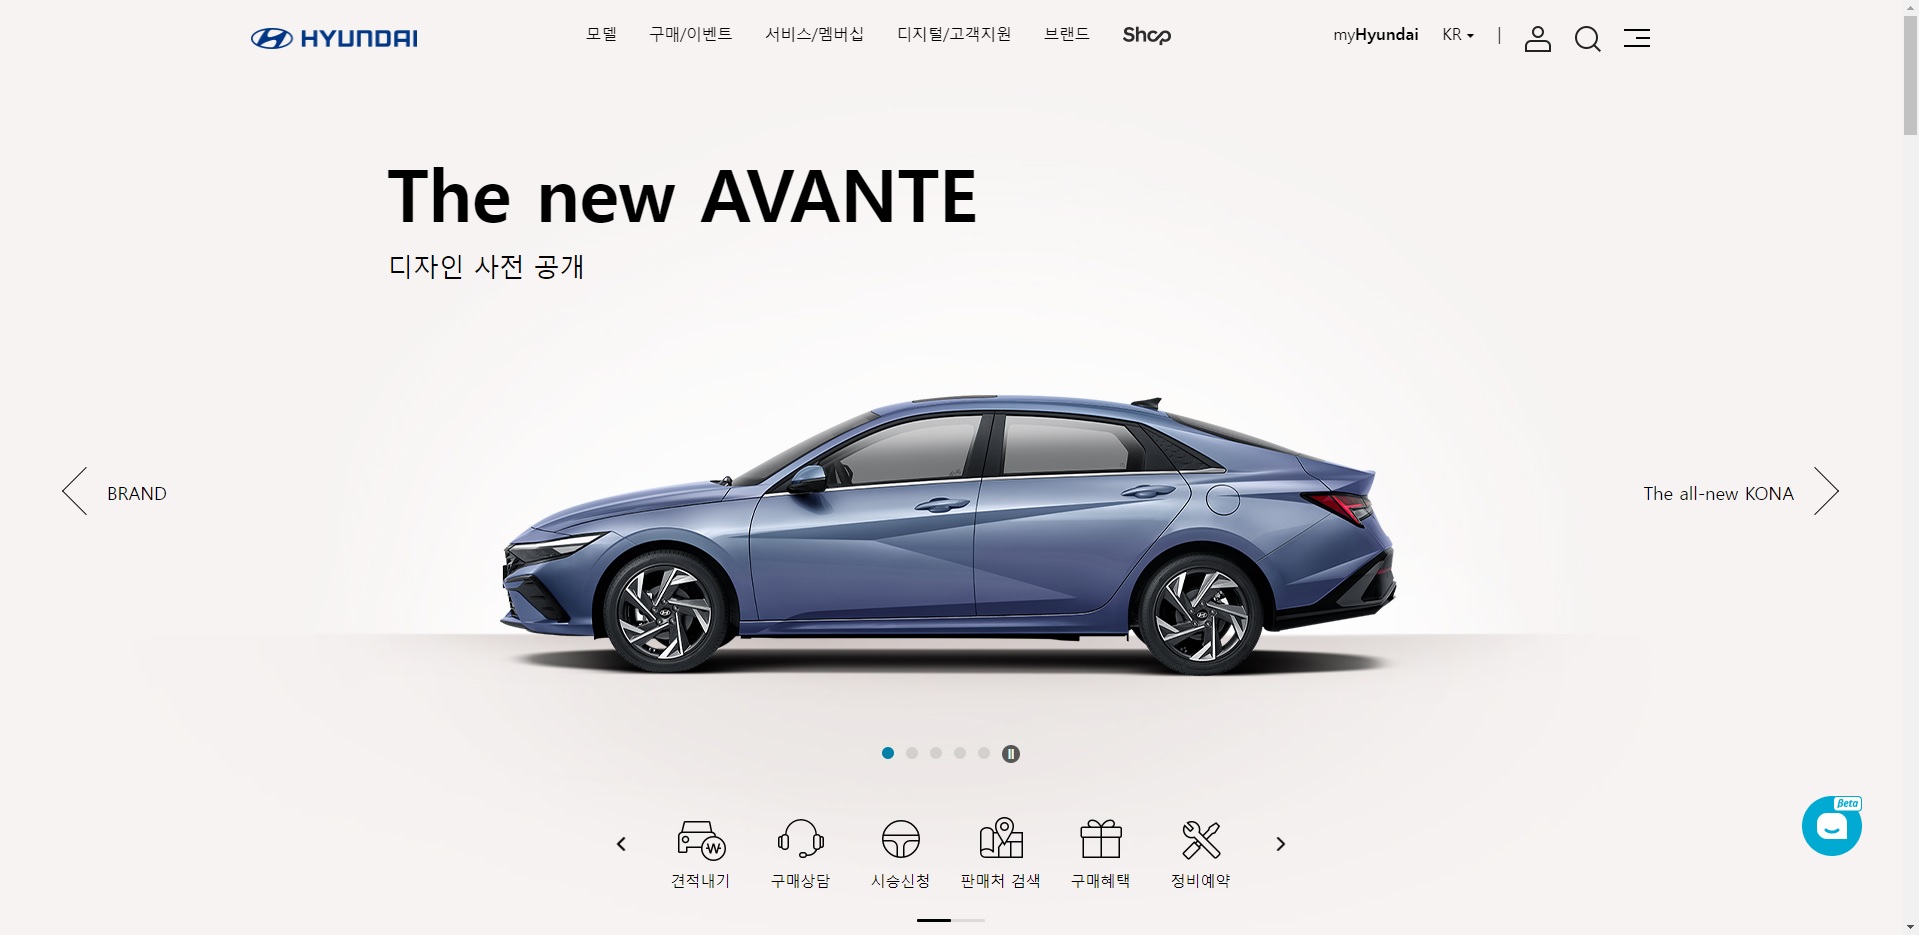 HYUNDAI
모델 구매/이벤트 서비스/멤버십 디지털/고객지원 브랜드 Shop
myHyundai KR |
The new AVANTE
디자인 사전 공개
BRAND
The all-new KONA
Beta
견적내기 구매상담 시승신청 판매처 검색 구매혜택 정비예약